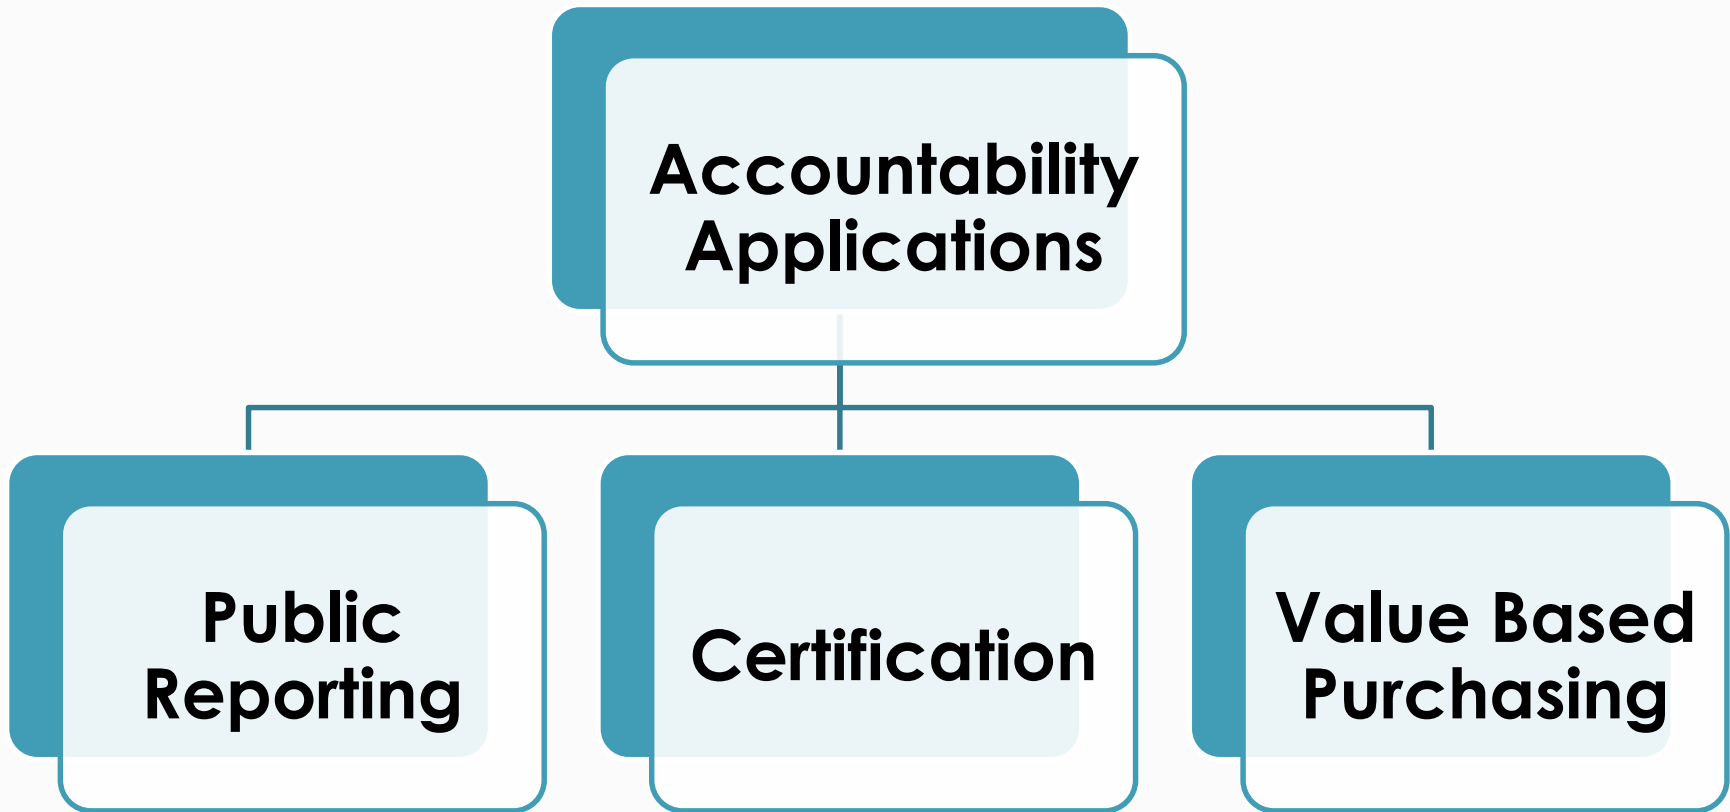 Accountability
Applications
Public
Reporting
Certification
Value Based
Purchasing